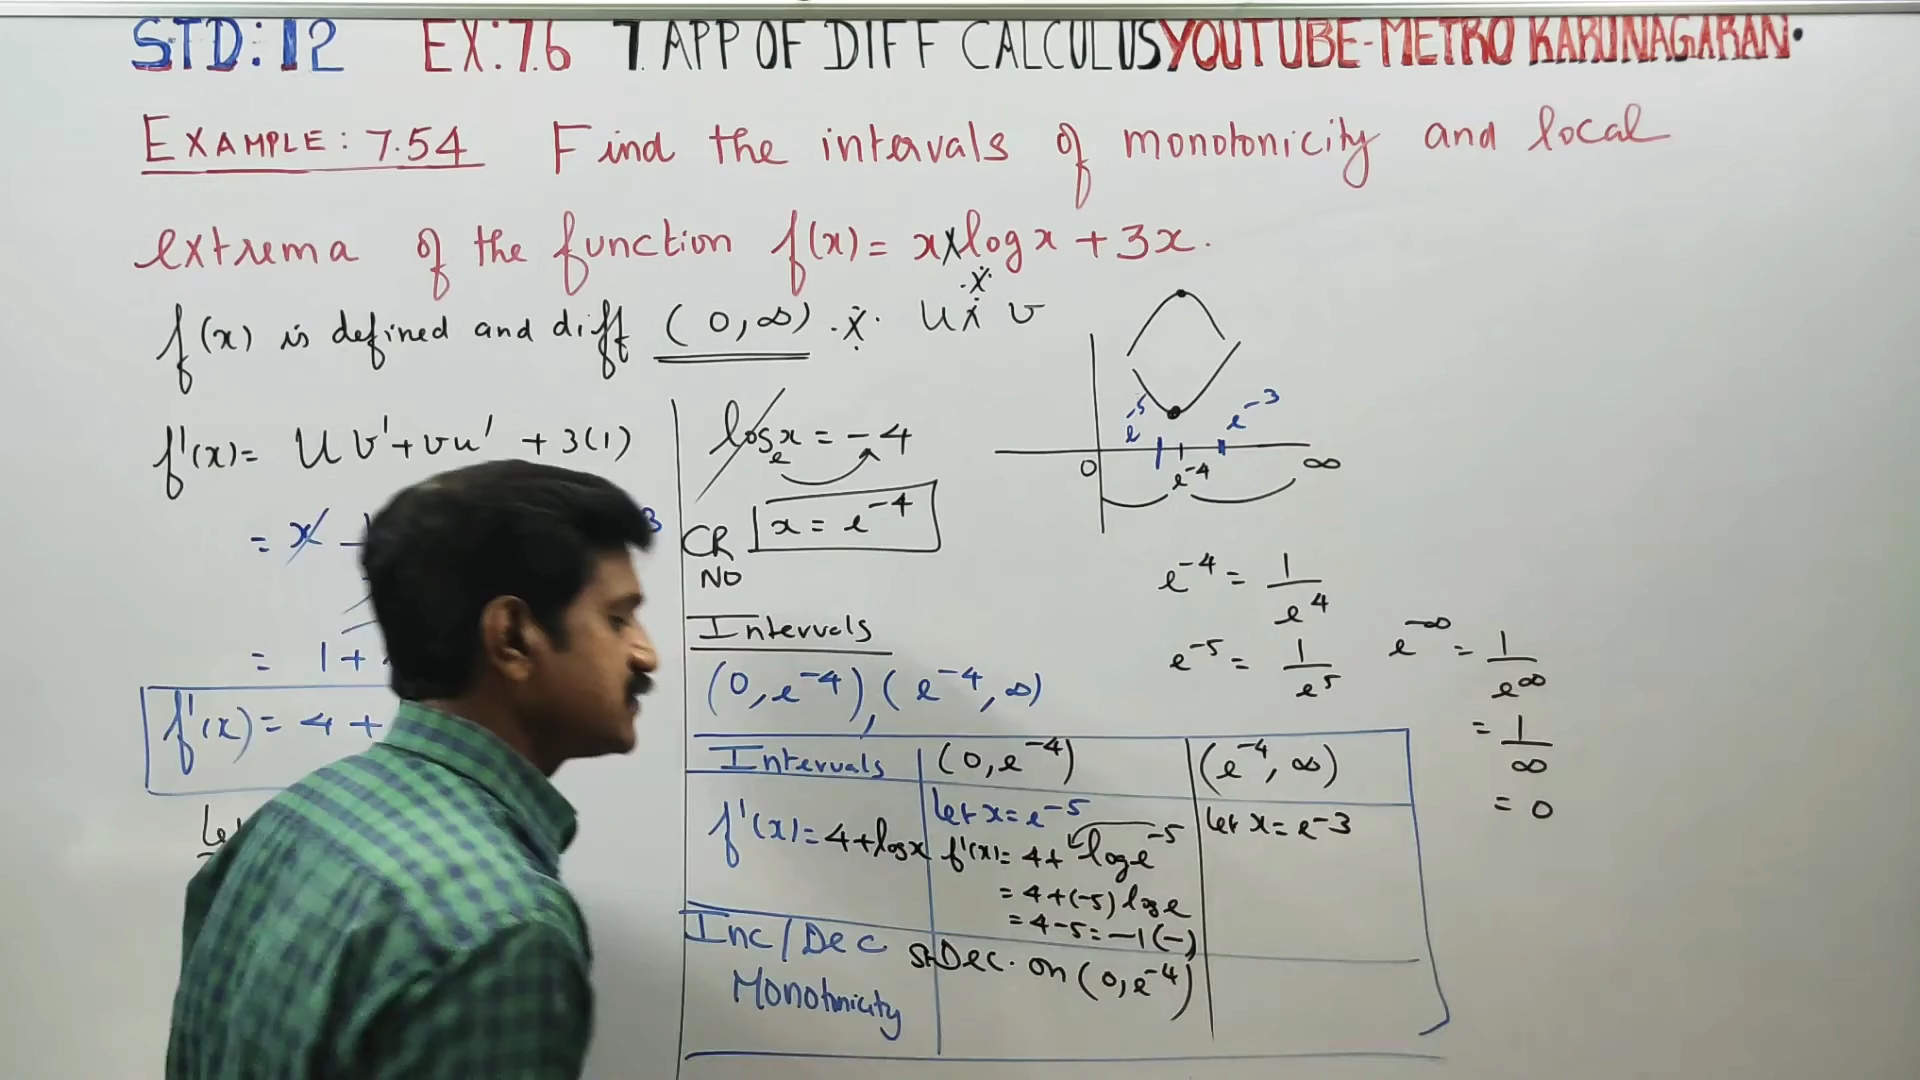 STD: 12 EX: 7.6 7. APP OF DIFF CALCULUS YOUTUBE-METRO KARUNAGARAN.
EXAMPLE: 7.54 Find the intervals of monotonicity and local
extrema of the function f(x) = x × log x + 3x.
f(x) is defined and diff (0, ∞) U × V
f'(x) = U V' + V U' + 3(1)
= x
= 1 +
f'(x) = 4 +
Let
log_e x = -4
CR NO x = e^-4
Intervals
(0, e^-4), (e^-4, ∞)
e^-5 e^-3
0 e^-4 ∞
e^-4 = 1/e^4
e^-5 = 1/e^5
e^-∞ = 1/e^∞
= 1/∞
= 0
Intervals (0, e^-4) (e^-4, ∞)
f'(x) = 4 + log x
let x = e^-5
f'(x) = 4 + log e^-5
= 4 + (-5) log e
= 4 - 5 = -1 (-)
let x = e^-3
Inc/Dec
Monotonicity
St Dec. on (0, e^-4)